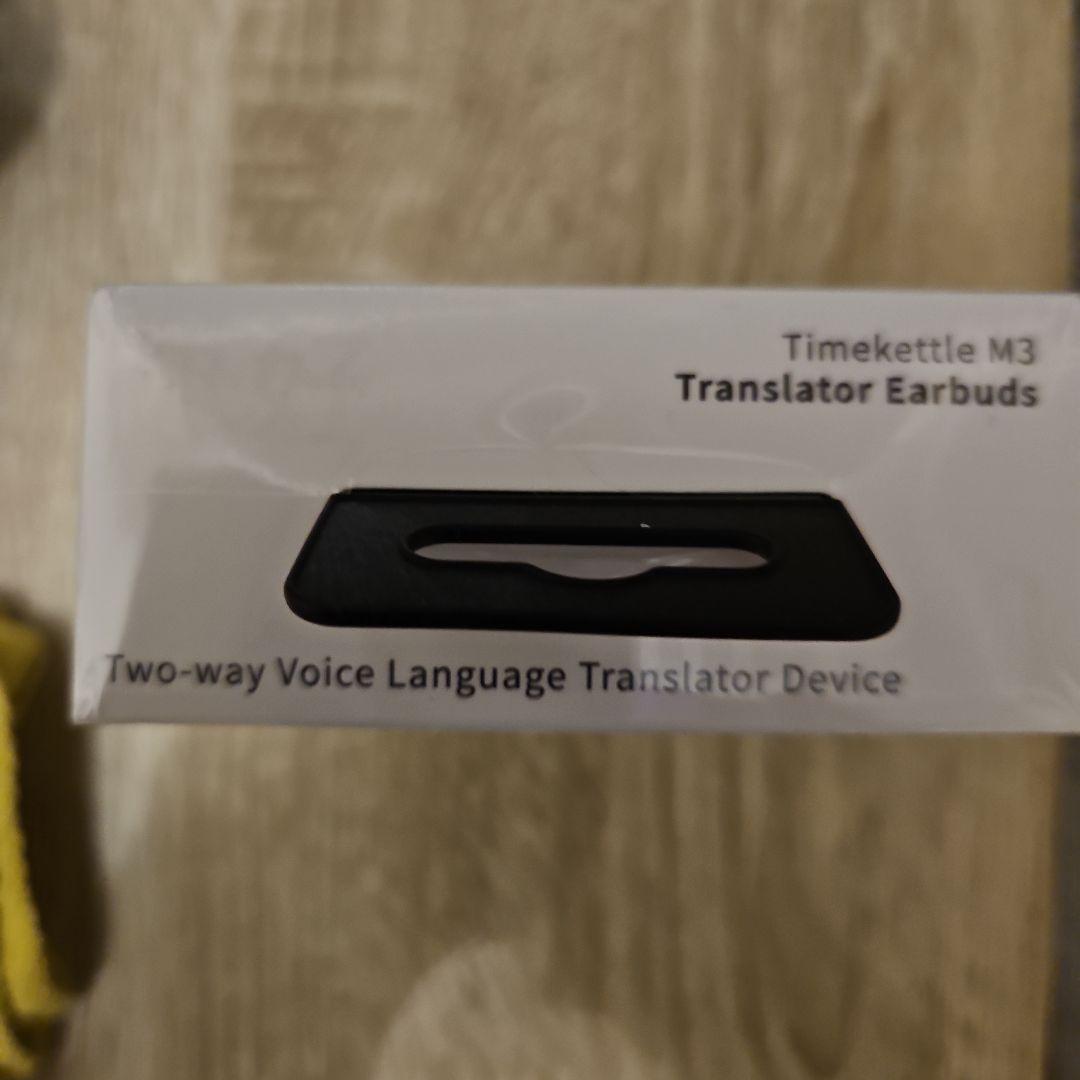 Timekettle M3
Translator Earbuds
Two-way Voice Language Translator Device